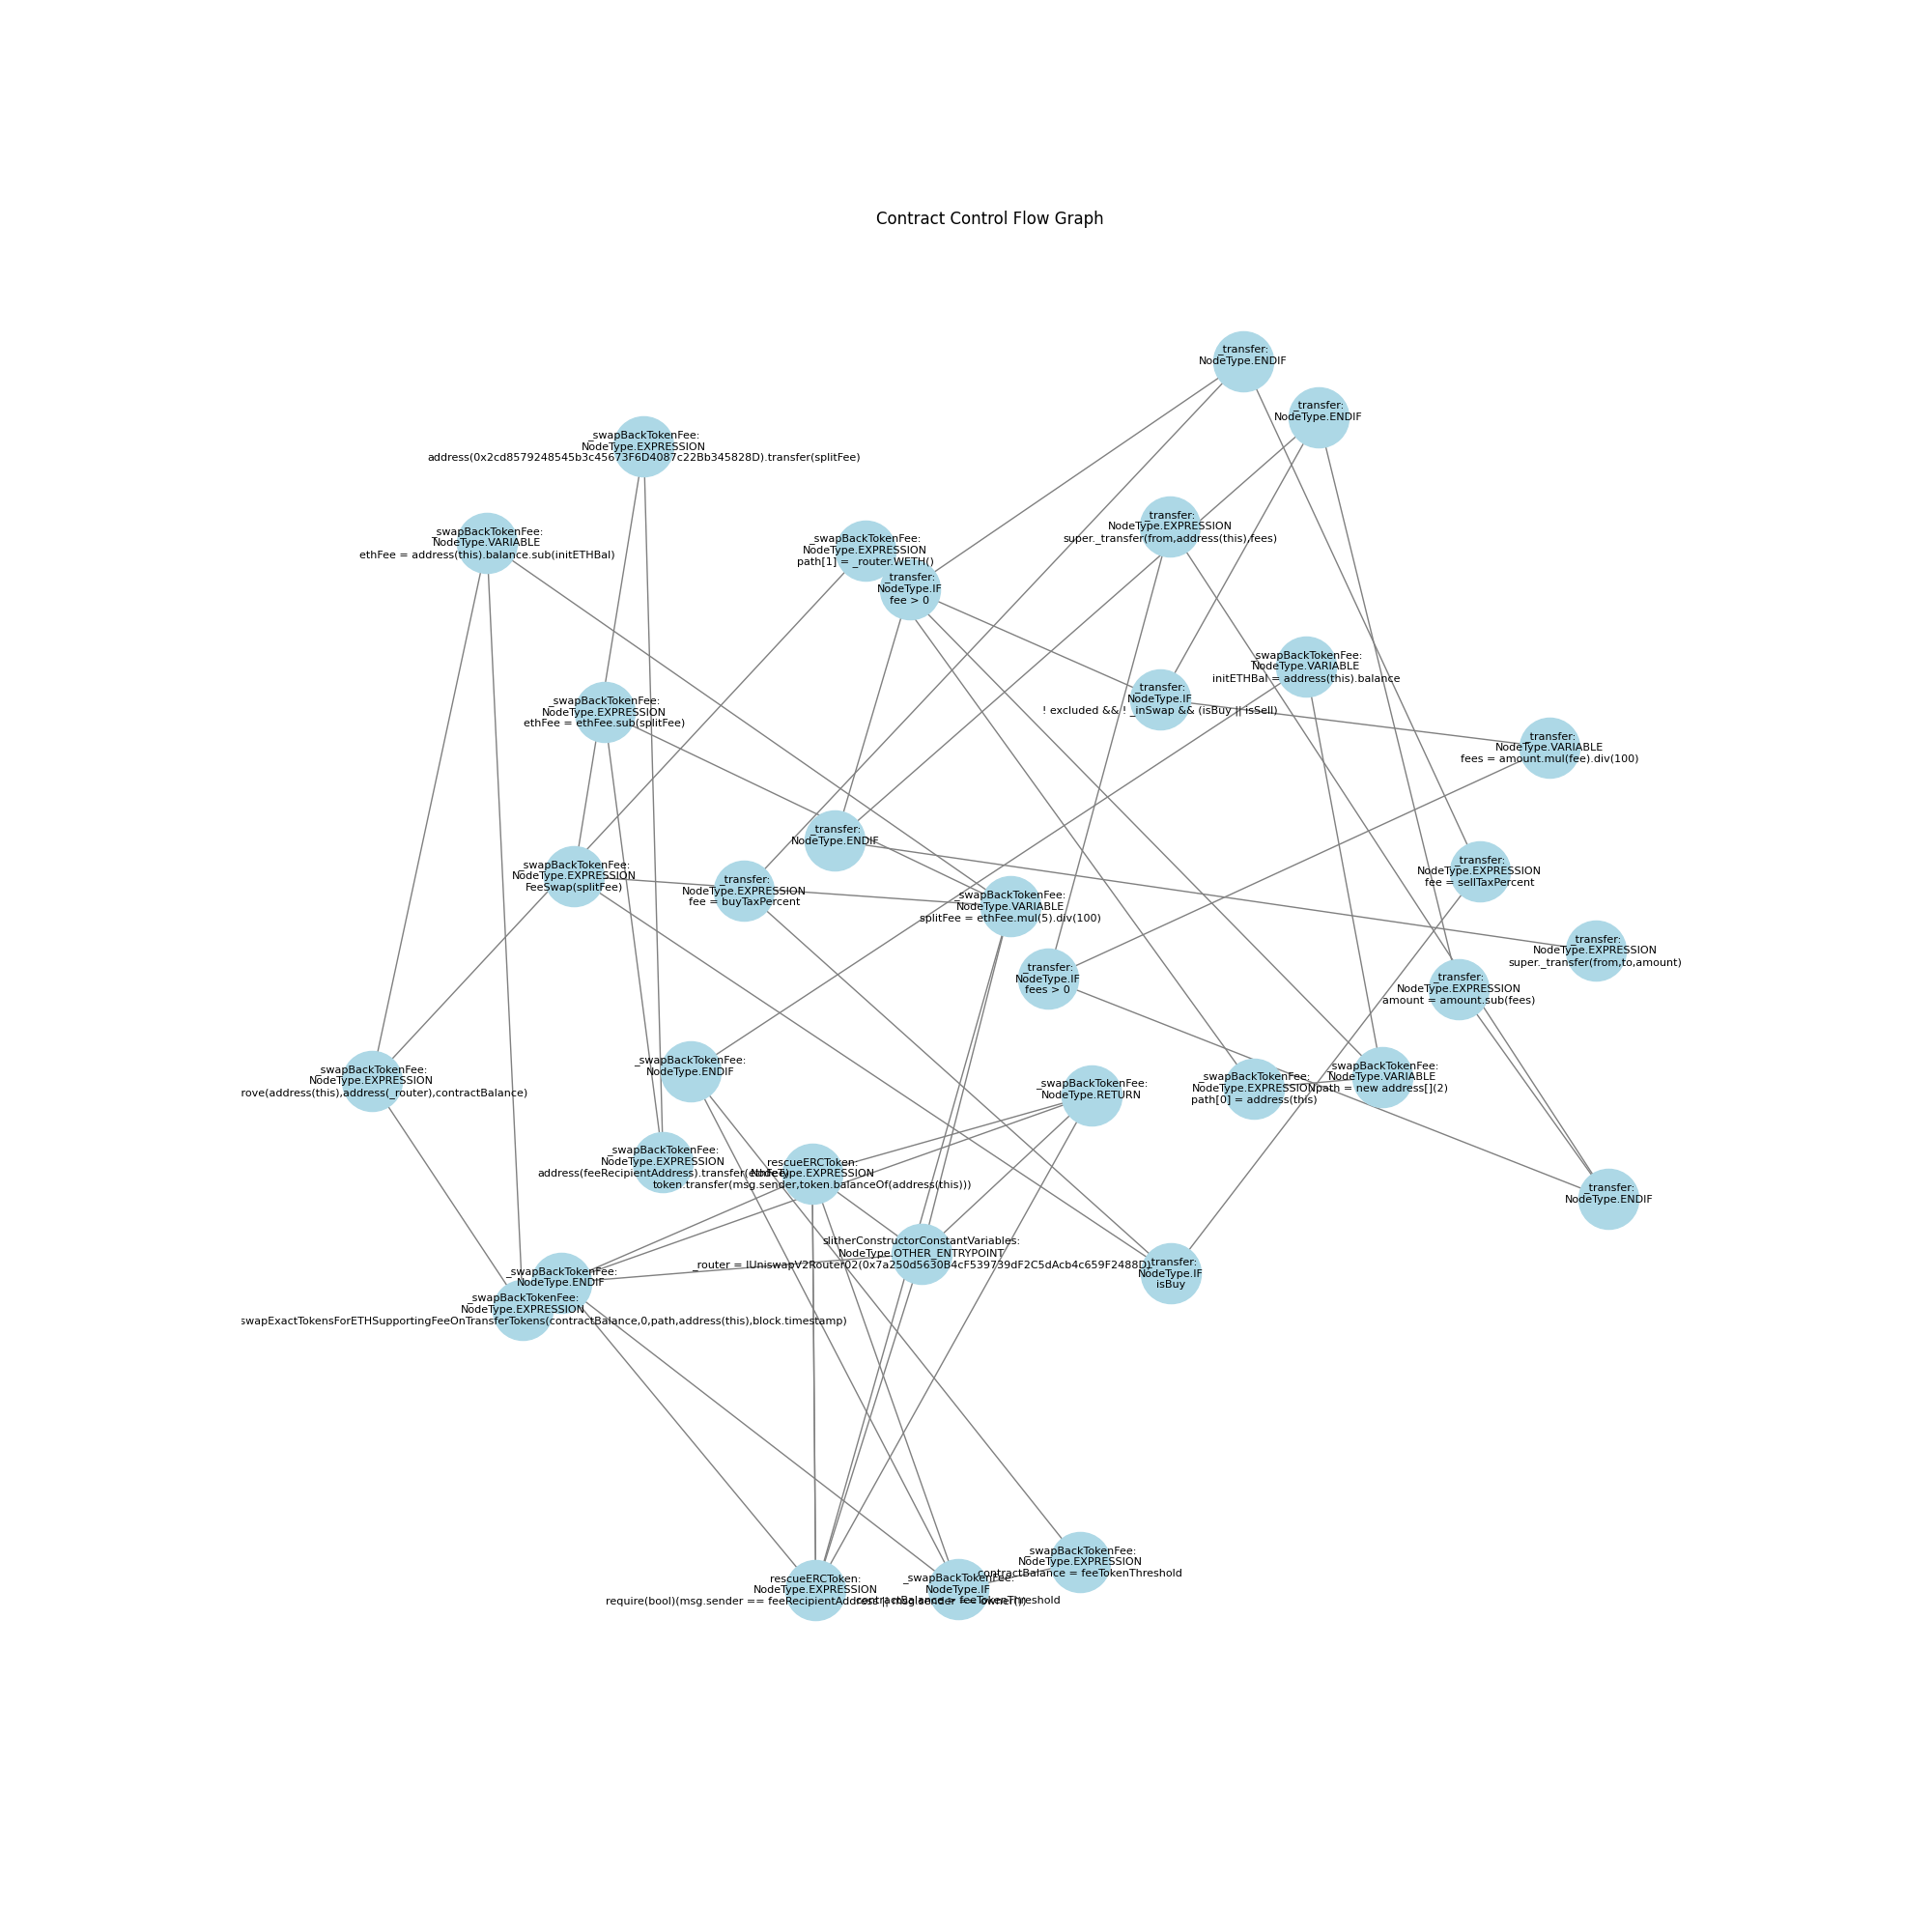 Contract Control Flow Graph
_transfer:
NodeType.ENDIF
_transfer:
NodeType.ENDIF
_swapBackTokenFee:
NodeType.EXPRESSION
address(0x2cd8579248545b3c45673F6D4087c22Bb345828D).transfer(splitFee)
_transfer:
NodeType.EXPRESSION
super._transfer(from,address(this),fees)
_swapBackTokenFee:
NodeType.VARIABLE
ethFee = address(this).balance.sub(initETHBal)
_swapBackTokenFee:
NodeType.EXPRESSION
path[1] = _router.WETH()
_transfer:
NodeType.IF
fee > 0
_swapBackTokenFee:
NodeType.VARIABLE
initETHBal = address(this).balance
_transfer:
NodeType.IF
! excluded && ! _inSwap && (isBuy || isSell)
_swapBackTokenFee:
NodeType.EXPRESSION
ethFee = ethFee.sub(splitFee)
_transfer:
NodeType.VARIABLE
fees = amount.mul(fee).div(100)
_transfer:
NodeType.ENDIF
_swapBackTokenFee:
NodeType.EXPRESSION
FeeSwap(splitFee)
_transfer:
NodeType.EXPRESSION
fee = buyTaxPercent
_transfer:
NodeType.EXPRESSION
fee = sellTaxPercent
_swapBackTokenFee:
NodeType.VARIABLE
splitFee = ethFee.mul(5).div(100)
_transfer:
NodeType.EXPRESSION
super._transfer(from,to,amount)
_transfer:
NodeType.IF
fees > 0
_transfer:
NodeType.EXPRESSION
amount = amount.sub(fees)
_swapBackTokenFee:
NodeType.ENDIF
_swapBackTokenFee:
NodeType.EXPRESSION
rove(address(this),address(_router),contractBalance)
_swapBackTokenFee:
NodeType.RETURN
_swapBackTokenFee:
NodeType.EXPRESSION
path[0] = address(this)
_swapBackTokenFee:
NodeType.VARIABLE
path = new address[](2)
_swapBackTokenFee:
NodeType.EXPRESSION
address(feeRecipientAddress).transfer(ethFee)
rescueERCToken:
NodeType.EXPRESSION
token.transfer(msg.sender,token.balanceOf(address(this)))
_transfer:
NodeType.ENDIF
slitherConstructorConstantVariables:
NodeType.OTHER_ENTRYPOINT
_router = IUniswapV2Router02(0x7a250d5630B4cF539739dF2C5dAcb4c659F2488D)
_transfer:
NodeType.IF
isBuy
_swapBackTokenFee:
NodeType.ENDIF
_swapBackTokenFee:
NodeType.EXPRESSION
swapExactTokensForETHSupportingFeeOnTransferTokens(contractBalance,0,path,address(this),block.timestamp)
_swapBackTokenFee:
NodeType.EXPRESSION
contractBalance = feeTokenThreshold
rescueERCToken:
NodeType.EXPRESSION
require(bool)(msg.sender == feeRecipientAddress || msg.sender == owner())
_swapBackTokenFee:
NodeType.IF
contractBalance > feeTokenThreshold